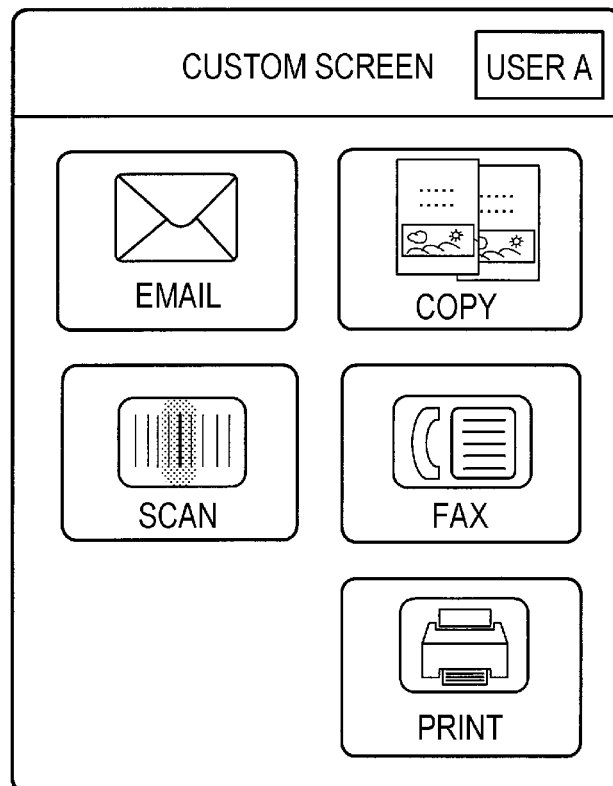 CUSTOM SCREEN
USER A
EMAIL
COPY
SCAN
FAX
PRINT